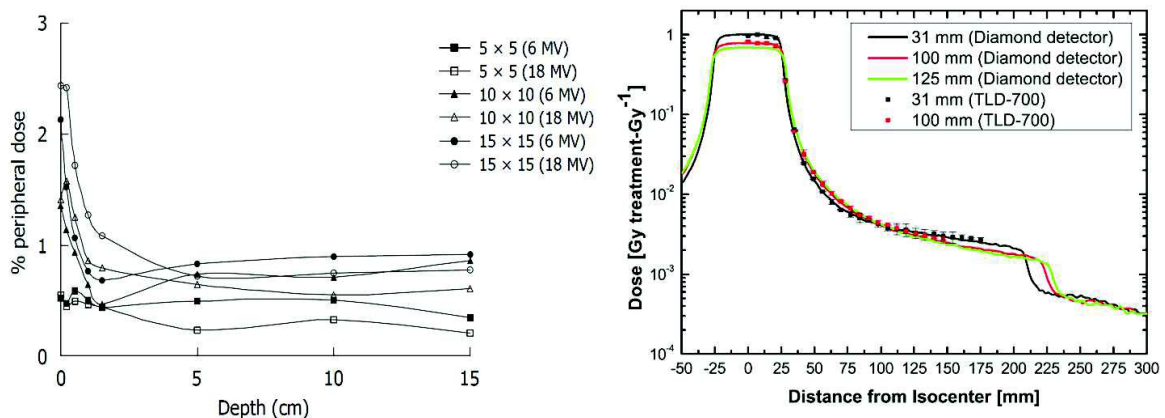 % peripheral dose
3
2
1
0
0 5 10 15
Depth (cm)
5 × 5 (6 MV)
5 × 5 (18 MV)
10 × 10 (6 MV)
10 × 10 (18 MV)
15 × 15 (6 MV)
15 × 15 (18 MV)
Dose [Gy treatment-Gy⁻¹]
1
10⁻¹
10⁻²
10⁻³
10⁻⁴
-50 -25 0 25 50 75 100 125 150 175 200 225 250 275 300
Distance from Isocenter [mm]
31 mm (Diamond detector)
100 mm (Diamond detector)
125 mm (Diamond detector)
31 mm (TLD-700)
100 mm (TLD-700)